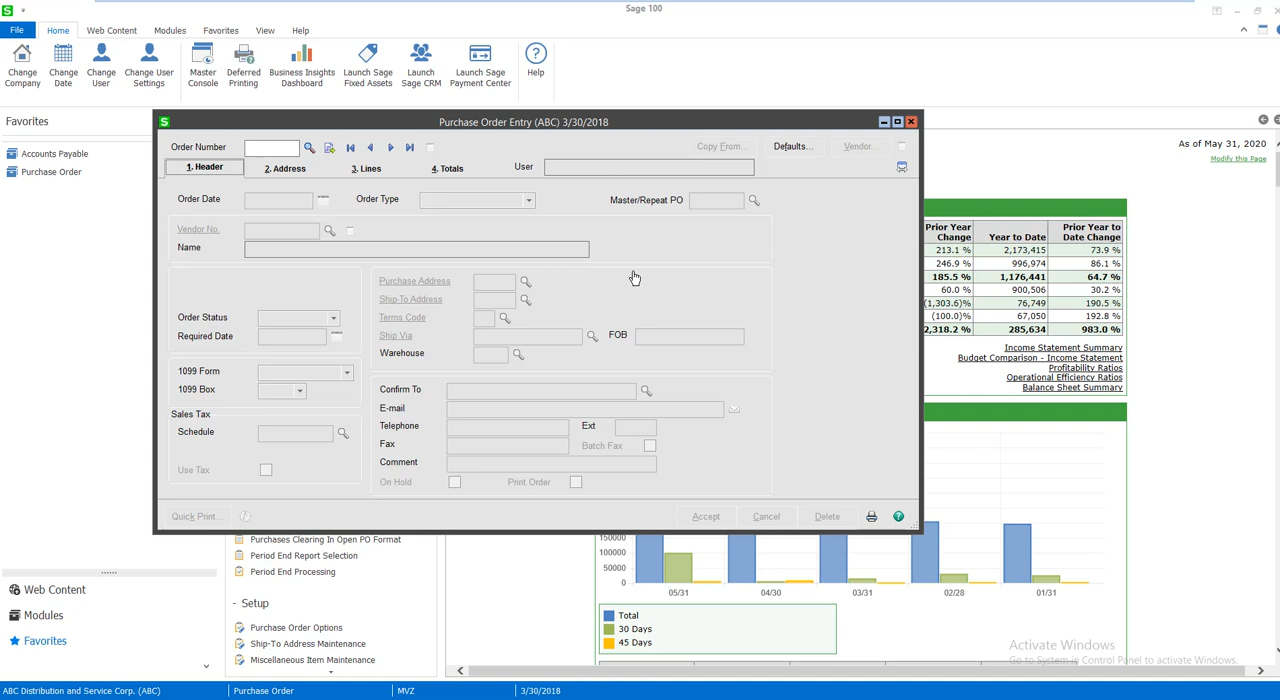 Sage 100
File Home Web Content Modules Favorites View Help
Change Company
Change Date
Change User
Change User Settings
Master Console
Deferred Printing
Business Insights Dashboard
Launch Sage Fixed Assets
Launch Sage CRM
Launch Sage Payment Center
Help
Favorites
Accounts Payable
Purchase Order
Purchase Order Entry (ABC) 3/30/2018
Order Number
Copy From... Defaults... Vendor...
1. Header 2. Address 3. Lines 4. Totals User
Order Date Order Type Master/Repeat PO
Vendor No.
Name
Purchase Address
Ship-To Address
Order Status Terms Code
Required Date Ship Via FOB
Warehouse
1099 Form
1099 Box Confirm To
Sales Tax
E-mail
Schedule Telephone Ext
Fax Batch Fax
Comment
Use Tax On Hold Print Order
Quick Print... Accept Cancel Delete
As of May 31, 2020
Modify this Page
Prior Year Change Year to Date Prior Year to Date Change
213.1 % 2,173,415 73.9 %
246.9 % 996,974 86.1 %
185.5 % 1,176,441 64.7 %
60.0 % 900,506 30.2 %
(1,303.6)% 76,749 190.5 %
(100.0)% 67,050 192.8 %
2,318.2 % 285,634 983.0 %
Income Statement Summary
Budget Comparison - Income Statement
Profitability Ratios
Operational Efficiency Ratios
Balance Sheet Summary
Purchases Clearing In Open PO Format
Period End Report Selection
Period End Processing
- Setup
Purchase Order Options
Ship-To Address Maintenance
Miscellaneous Item Maintenance
150000
100000
50000
0
05/31 04/30 03/31 02/28 01/31
Total
30 Days
45 Days
Web Content
Modules
Favorites
Activate Windows
Go to System in Control Panel to activate Windows.
ABC Distribution and Service Corp. (ABC) Purchase Order MVZ 3/30/2018